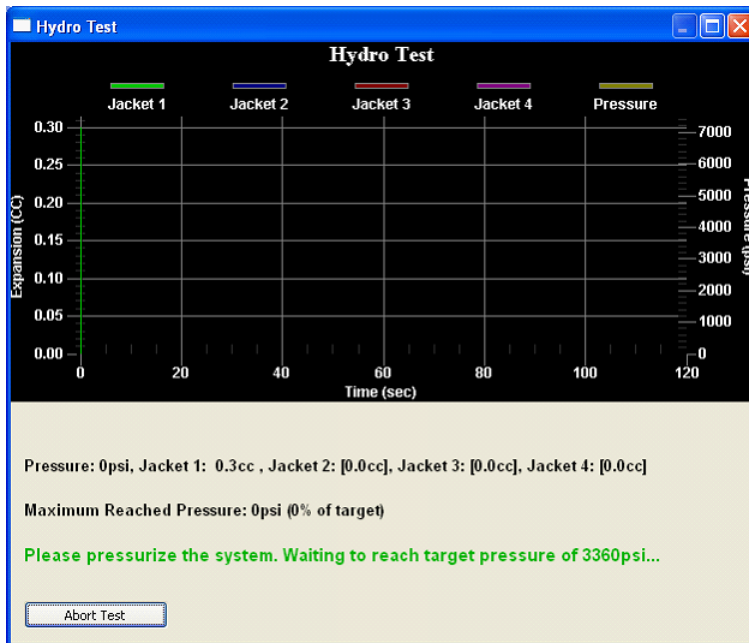 Hydro Test
Hydro Test
Jacket 1 Jacket 2 Jacket 3 Jacket 4 Pressure
Expansion (CC)
0.30
0.25
0.20
0.15
0.10
0.05
0.00
7000
6000
5000
4000
3000
2000
1000
0
Pressure (psi)
0 20 40 60 80 100 120
Time (sec)
Pressure: 0psi, Jacket 1: 0.3cc , Jacket 2: [0.0cc], Jacket 3: [0.0cc], Jacket 4: [0.0cc]
Maximum Reached Pressure: 0psi (0% of target)
Please pressurize the system. Waiting to reach target pressure of 3360psi...
Abort Test